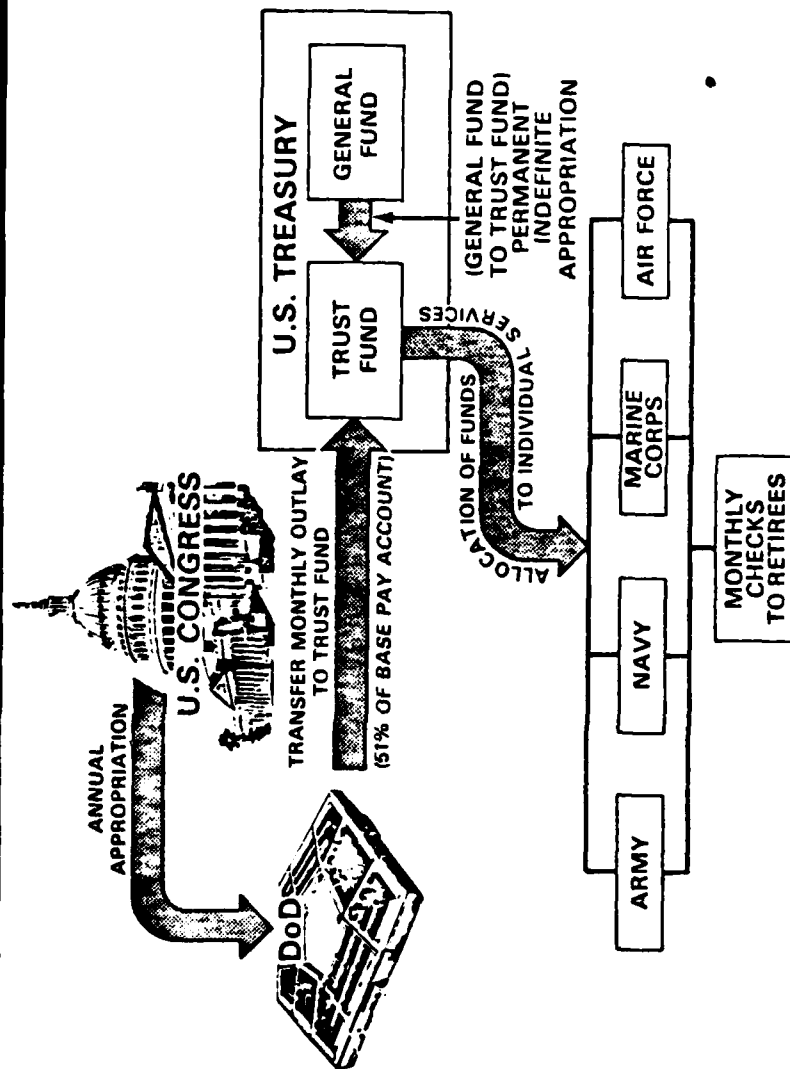 U.S. CONGRESS
ANNUAL
APPROPRIATION
DoD
TRANSFER MONTHLY OUTLAY
TO TRUST FUND
(51% OF BASE PAY ACCOUNT)
U.S. TREASURY
TRUST
FUND
GENERAL
FUND
(GENERAL FUND
TO TRUST FUND)
PERMANENT
INDEFINITE
APPROPRIATION
ALLOCATION OF FUNDS
TO INDIVIDUAL SERVICES
ARMY
NAVY
MARINE
CORPS
AIR FORCE
MONTHLY
CHECKS
TO RETIREES